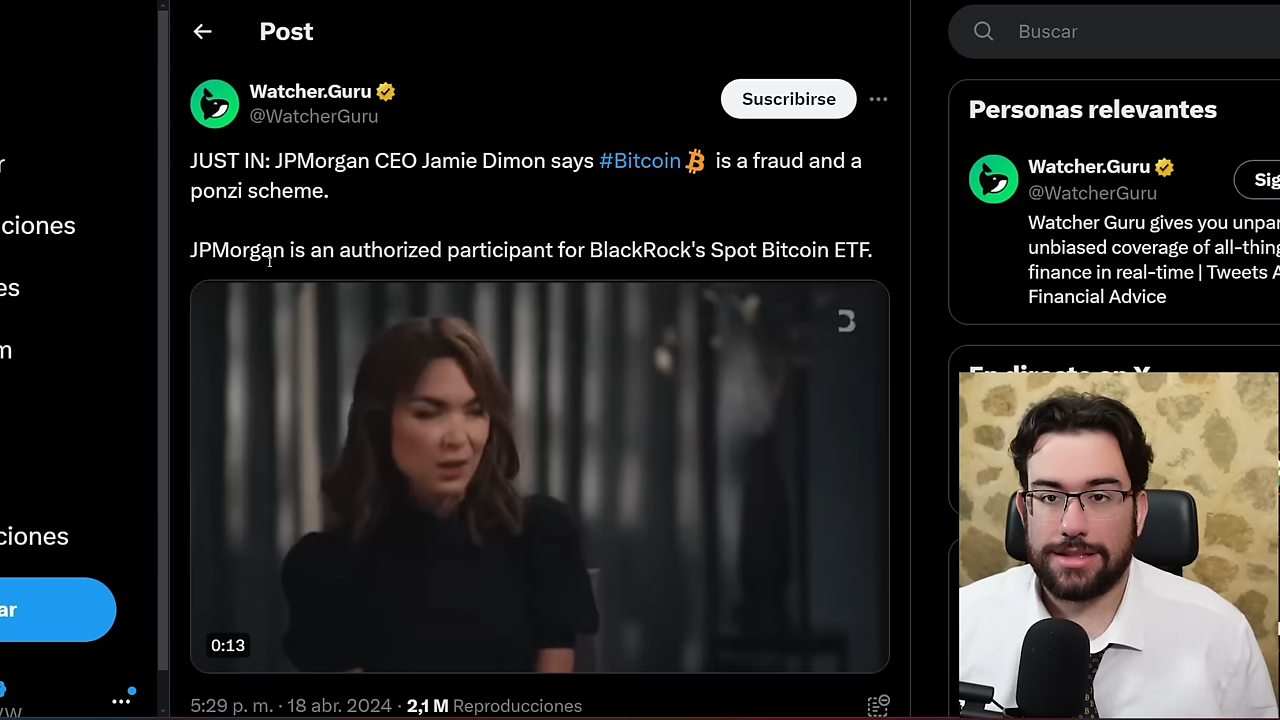 Post
Buscar
Watcher.Guru
@WatcherGuru
Suscribirse
JUST IN: JPMorgan CEO Jamie Dimon says #Bitcoin is a fraud and a
ponzi scheme.
JPMorgan is an authorized participant for BlackRock's Spot Bitcoin ETF.
0:13
5:29 p. m. · 18 abr. 2024 · 2,1 M Reproducciones
ciones
es
ciones
ar
Personas relevantes
Watcher.Guru
@WatcherGuru
Sig
Watcher Guru gives you unpar
unbiased coverage of all-thing
finance in real-time | Tweets A
Financial Advice